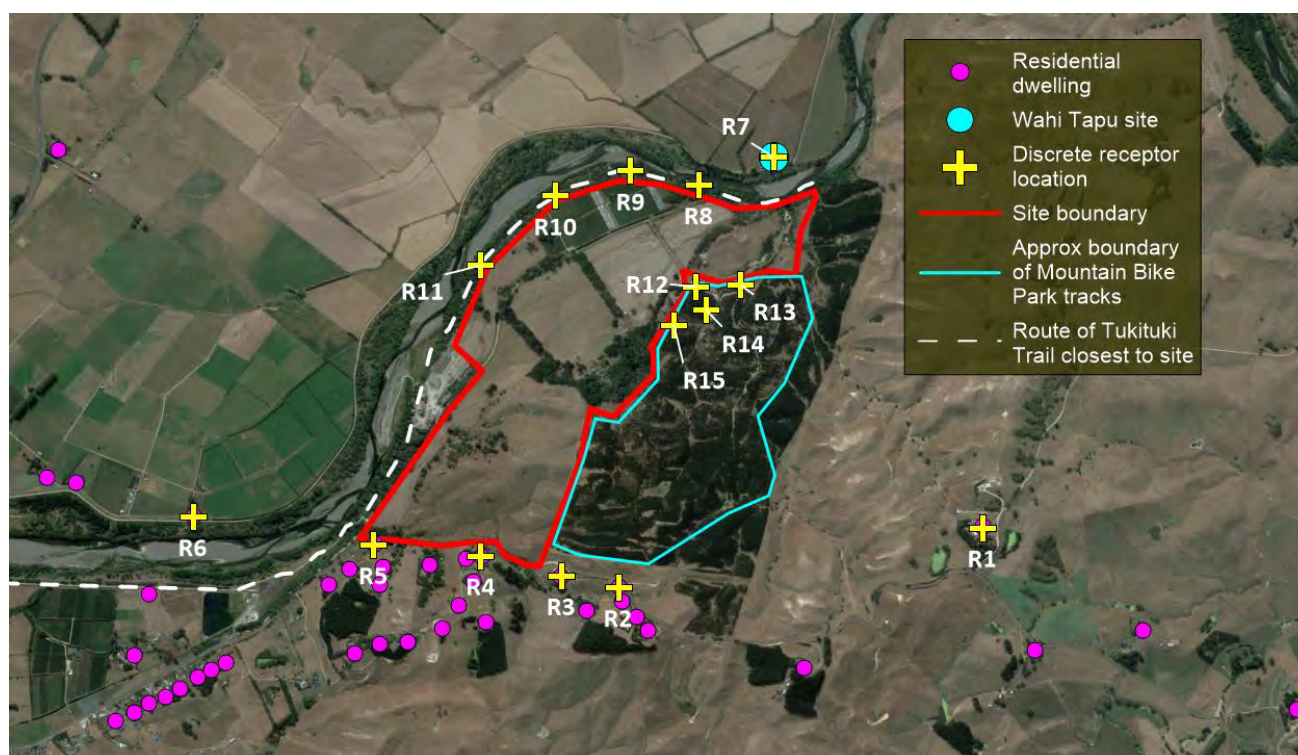 Residential
dwelling
Wahi Tapu site
Discrete receptor
location
Site boundary
Approx boundary
of Mountain Bike
Park tracks
Route of Tukituki
Trail closest to site
R7
R9
R8
R10
R11
R12
R13
R14
R15
R6
R5
R4
R3
R2
R1